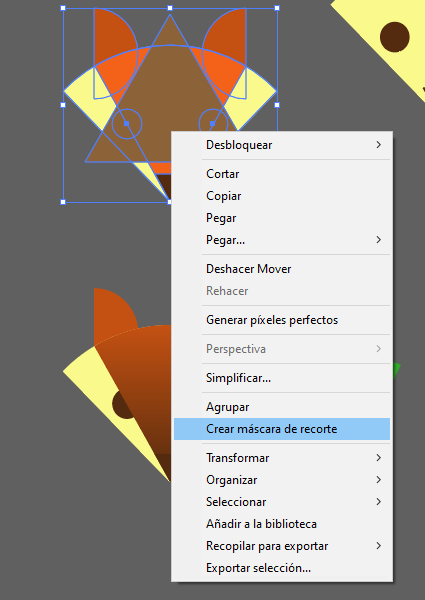 Desbloquear
Cortar
Copiar
Pegar
Pegar...
Deshacer Mover
Rehacer
Generar píxeles perfectos
Perspectiva
Simplificar...
Agrupar
Crear máscara de recorte
Transformar
Organizar
Seleccionar
Añadir a la biblioteca
Recopilar para exportar
Exportar selección...